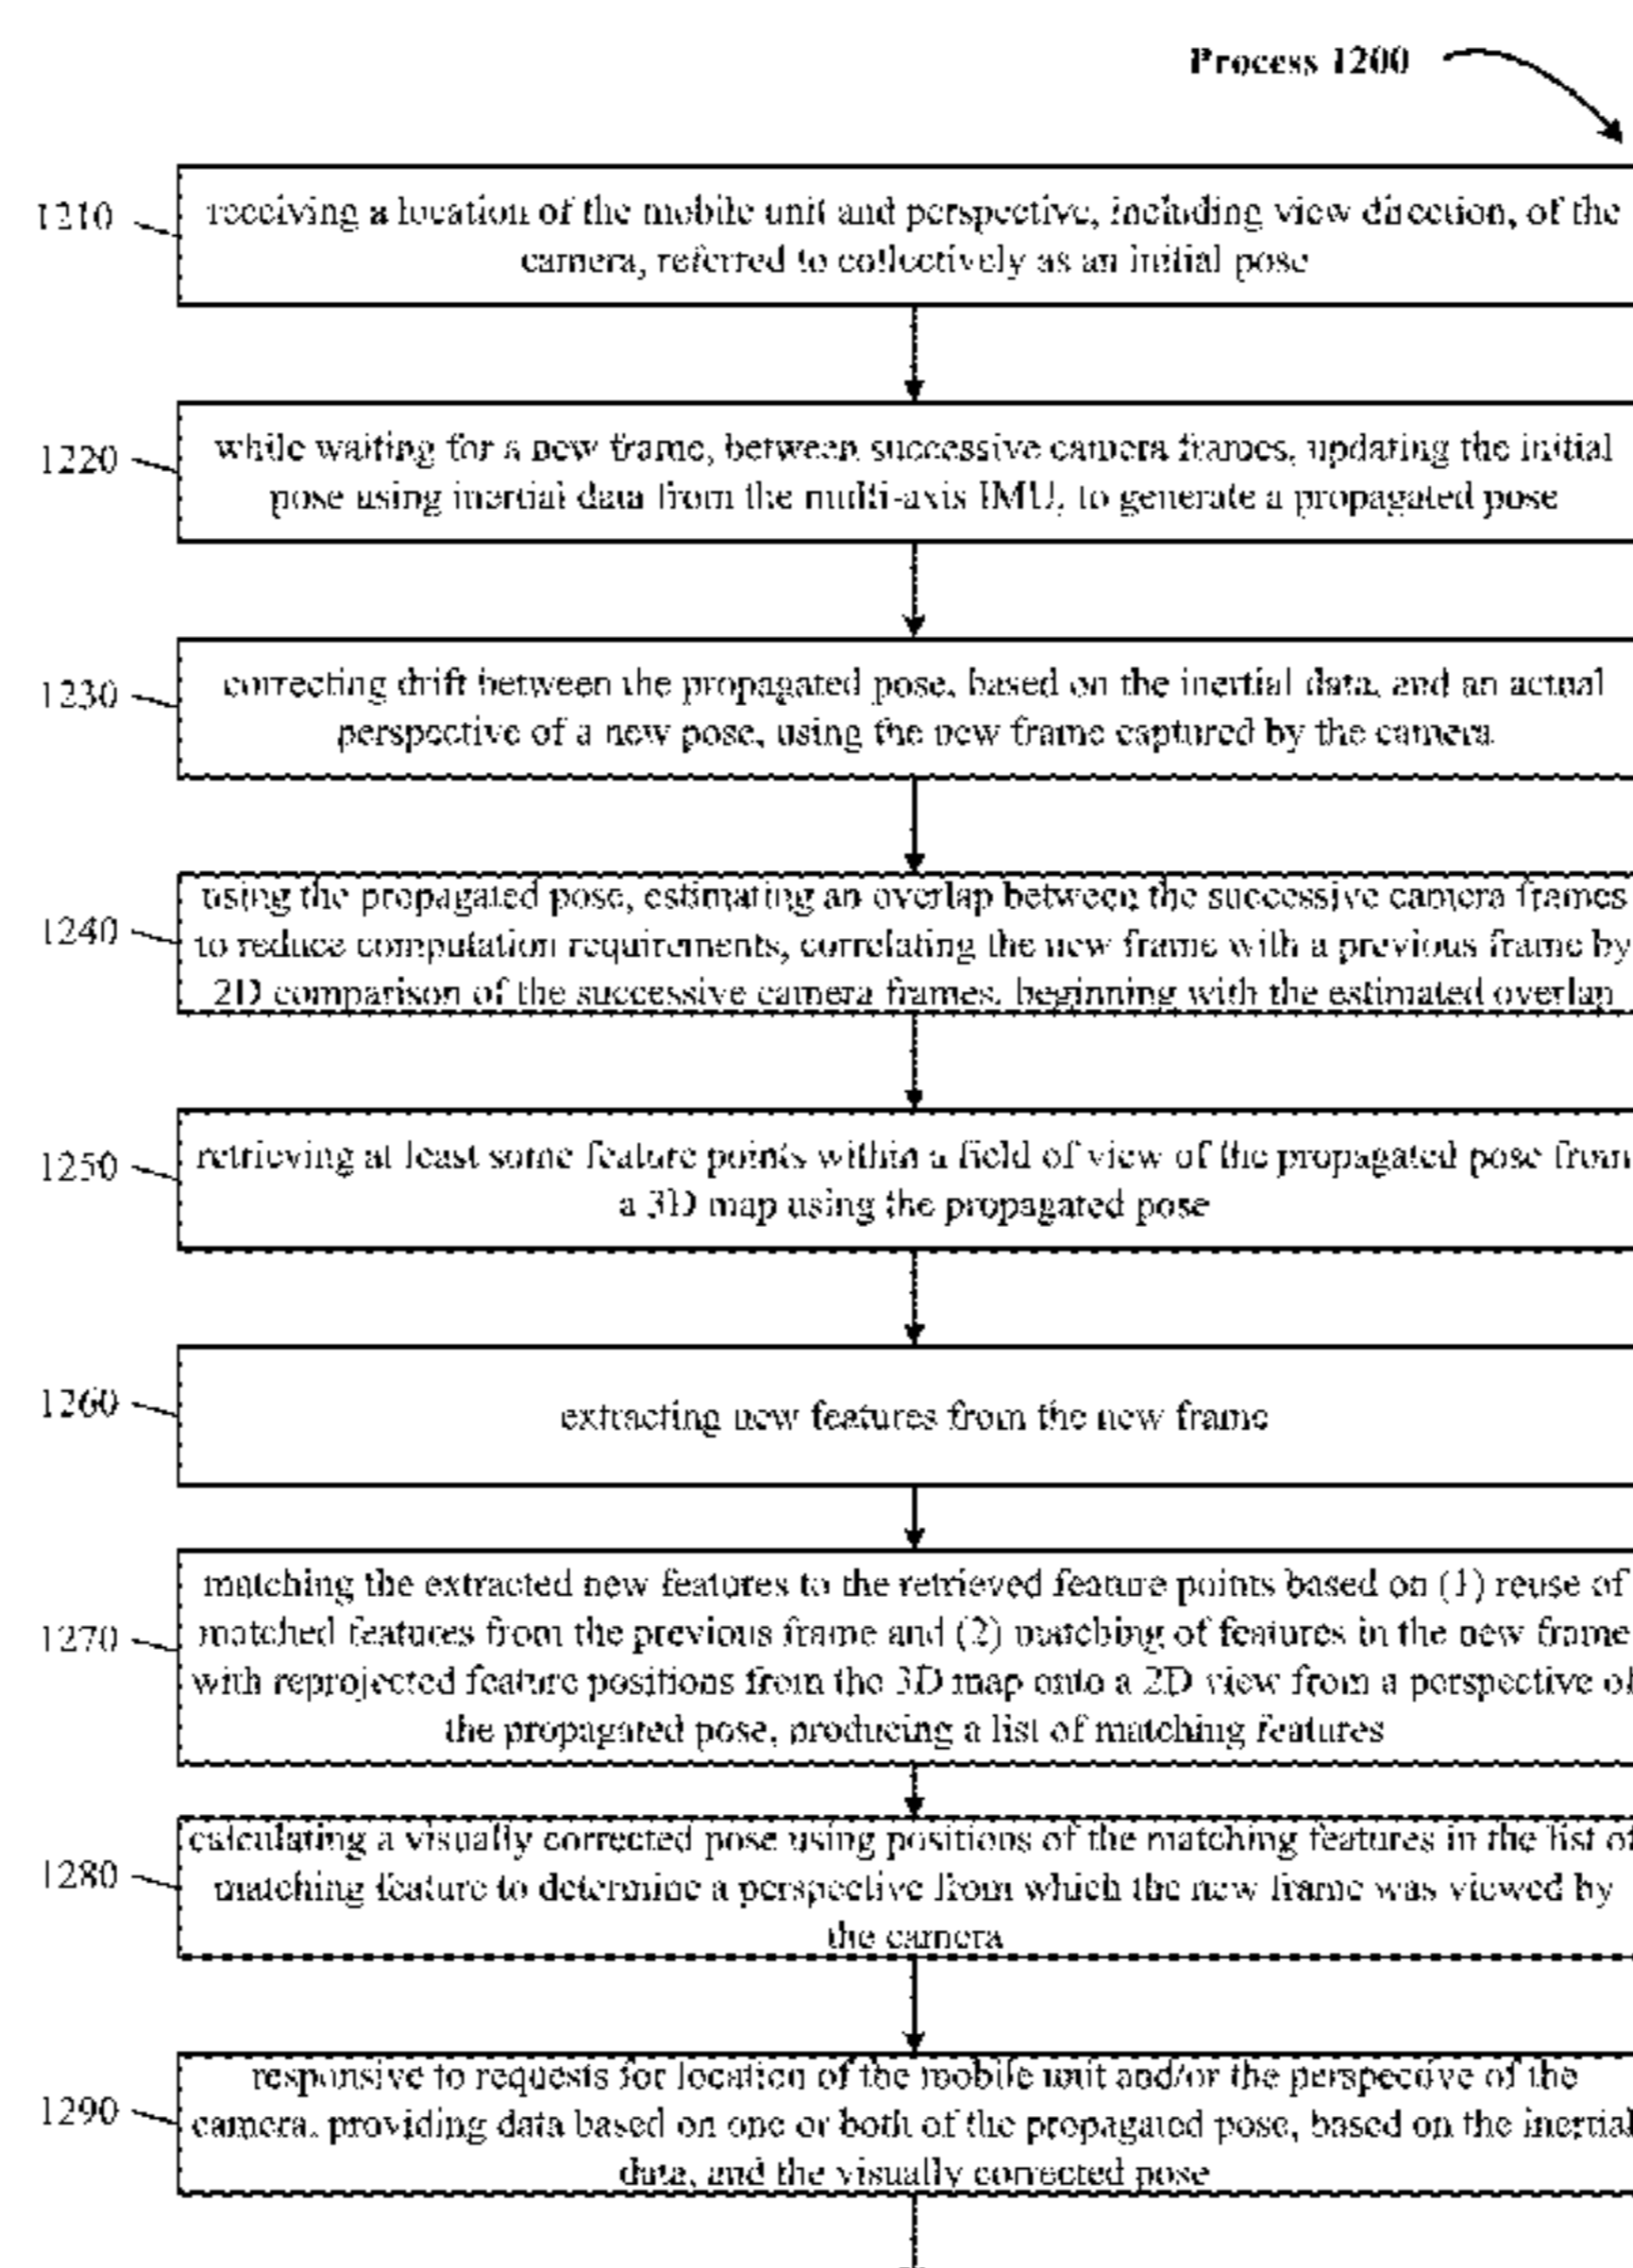 Process 1200
1210
receiving a location of the mobile unit and perspective, including view direction, of the
camera, referred to collectively as an initial pose
1220
while waiting for a new frame, between successive camera frames, updating the initial
pose using inertial data from the multi-axis IMU, to generate a propagated pose
1230
correcting drift between the propagated pose, based on the inertial data, and an actual
perspective of a new pose, using the new frame captured by the camera
1240
using the propagated pose, estimating an overlap between the successive camera frames
to reduce computation requirements, correlating the new frame with a previous frame by
2D comparison of the successive camera frames, beginning with the estimated overlap
1250
retrieving at least some feature points within a field of view of the propagated pose from
a 3D map using the propagated pose
1260
extracting new features from the new frame
1270
matching the extracted new features to the retrieved feature points based on (1) reuse of
matched features from the previous frame and (2) matching of features in the new frame
with reprojected feature positions from the 3D map onto a 2D view from a perspective of
the propagated pose, producing a list of matching features
1280
calculating a visually corrected pose using positions of the matching features in the list of
matching feature to determine a perspective from which the new frame was viewed by
the camera
1290
responsive to requests for location of the mobile unit and/or the perspective of the
camera, providing data based on one or both of the propagated pose, based on the inertial
data, and the visually corrected pose